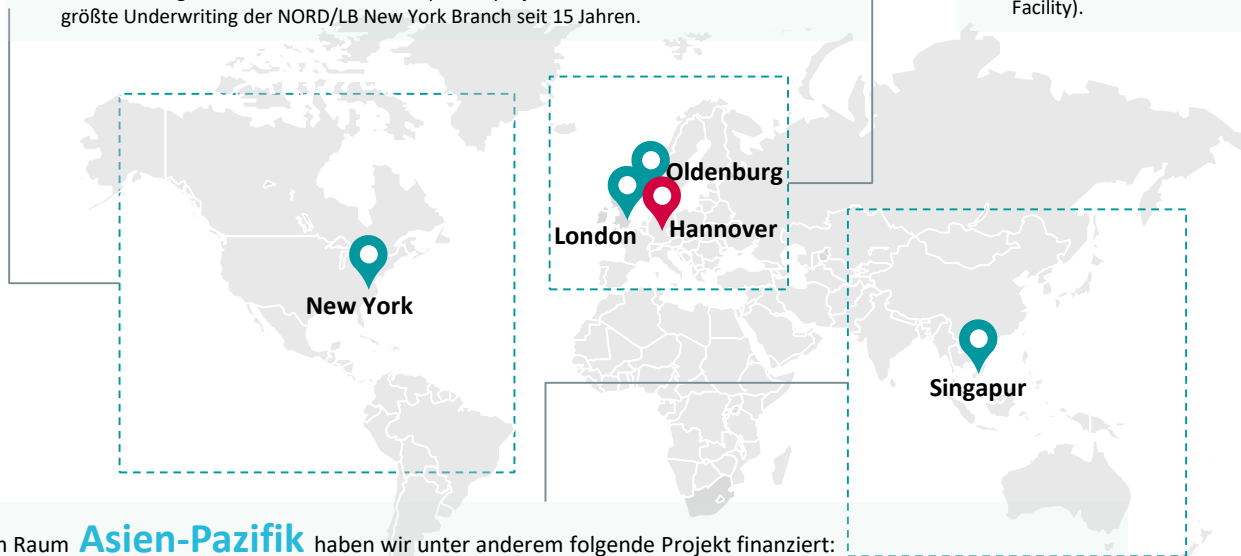 größte Underwriting der NORD/LB New York Branch seit 15 Jahren.
Facility).
Oldenburg
London
Hannover
New York
Singapur
Raum Asien-Pazifik haben wir unter anderem folgende Projekt finanziert: